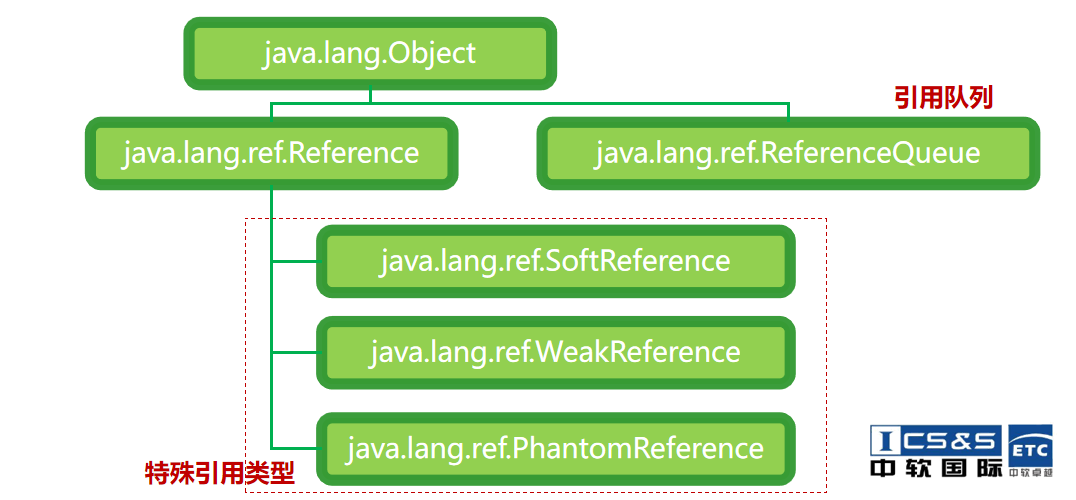 java.lang.Object
引用队列
java.lang.ref.Reference
java.lang.ref.ReferenceQueue
java.lang.ref.SoftReference
java.lang.ref.WeakReference
java.lang.ref.PhantomReference
特殊引用类型
ICS&S ETC
中软国际 中软卓越